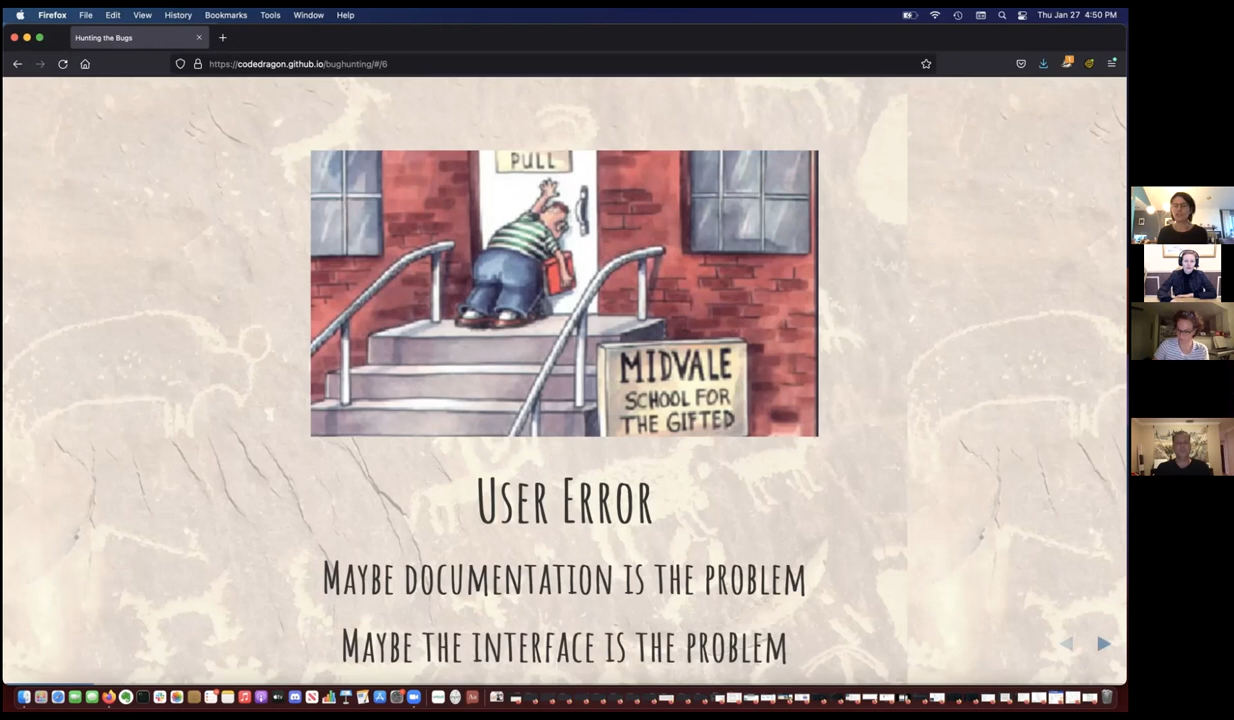 Firefox File Edit View History Bookmarks Tools Window Help Thu Jan 27 4:50 PM
Hunting the Bugs
https://codedragon.github.io/bughunting/#/6
PULL
MIDVALE
SCHOOL FOR
THE GIFTED
User Error
Maybe documentation is the problem
Maybe the interface is the problem